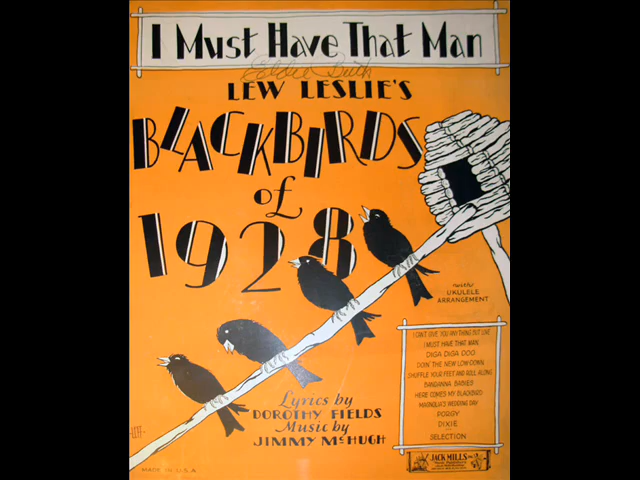 I Must Have That Man
LEW LESLIE'S
BLACKBIRDS
of
1928
with
UKULELE
ARRANGEMENT
I CAN'T GIVE YOU ANYTHING BUT LOVE
I MUST HAVE THAT MAN
DIGA DIGA DOO
DOIN' THE NEW LOW-DOWN
SHUFFLE YOUR FEET AND ROLL ALONG
BANDANNA BABIES
HERE COMES MY BLACKBIRD
MAGNOLIA'S WEDDING DAY
PORGY
DIXIE
SELECTION
Lyrics by
DOROTHY FIELDS
Music by
JIMMY McHUGH
JACK MILLS INC.
MADE IN U.S.A.